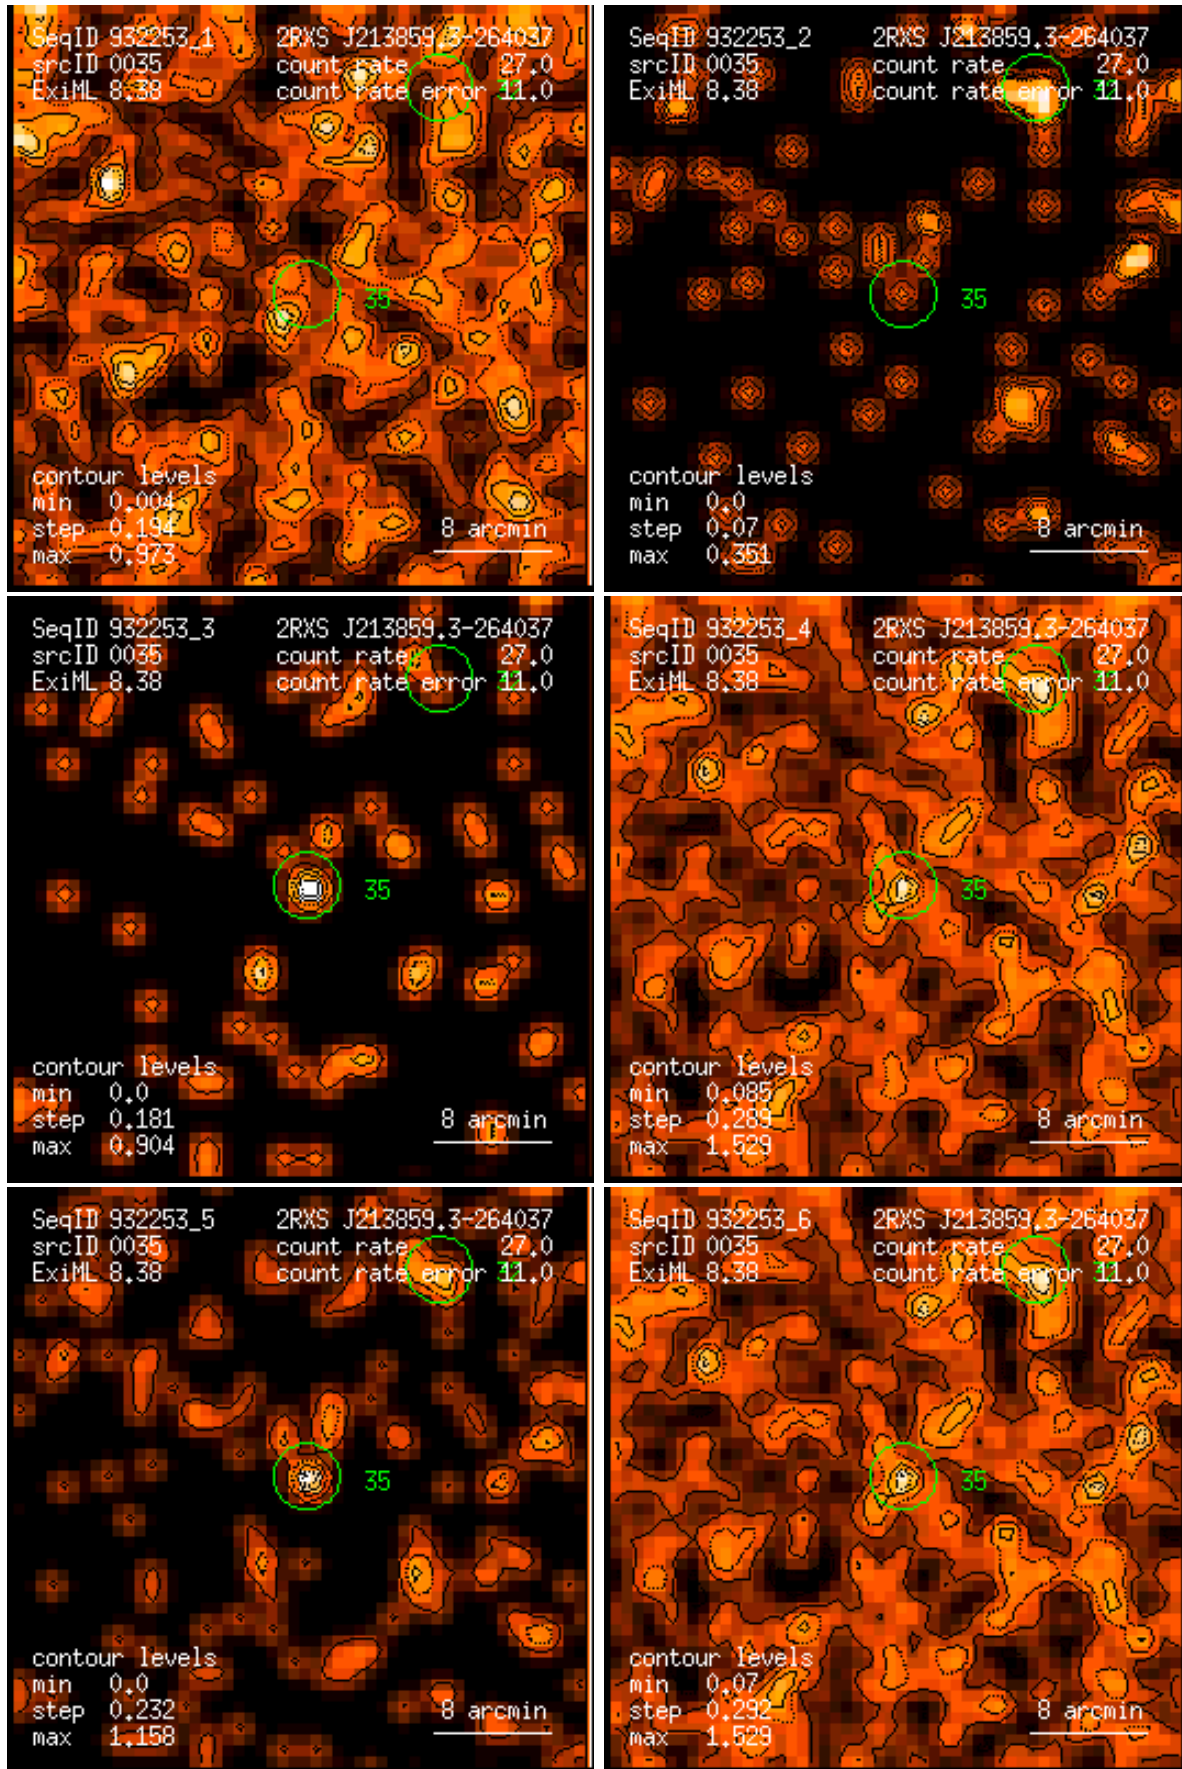 SeqID 932253_1 2RXS J213859.3-264037
srcID 0035 count rate 27.0
ExiML 8.38 count rate error 11.0
35
contour levels
min 0.004
step 0.194
max 0.973
8 arcmin
SeqID 932253_2 2RXS J213859.3-264037
srcID 0035 count rate 27.0
ExiML 8.38 count rate error 11.0
35
contour levels
min 0.0
step 0.07
max 0.351
8 arcmin
SeqID 932253_3 2RXS J213859.3-264037
srcID 0035 count rate 27.0
ExiML 8.38 count rate error 11.0
35
contour levels
min 0.0
step 0.181
max 0.904
8 arcmin
SeqID 932253_4 2RXS J213859.3-264037
srcID 0035 count rate 27.0
ExiML 8.38 count rate error 11.0
35
contour levels
min 0.085
step 0.289
max 1.529
8 arcmin
SeqID 932253_5 2RXS J213859.3-264037
srcID 0035 count rate 27.0
ExiML 8.38 count rate error 11.0
35
contour levels
min 0.0
step 0.232
max 1.158
8 arcmin
SeqID 932253_6 2RXS J213859.3-264037
srcID 0035 count rate 27.0
ExiML 8.38 count rate error 11.0
35
contour levels
min 0.07
step 0.292
max 1.529
8 arcmin